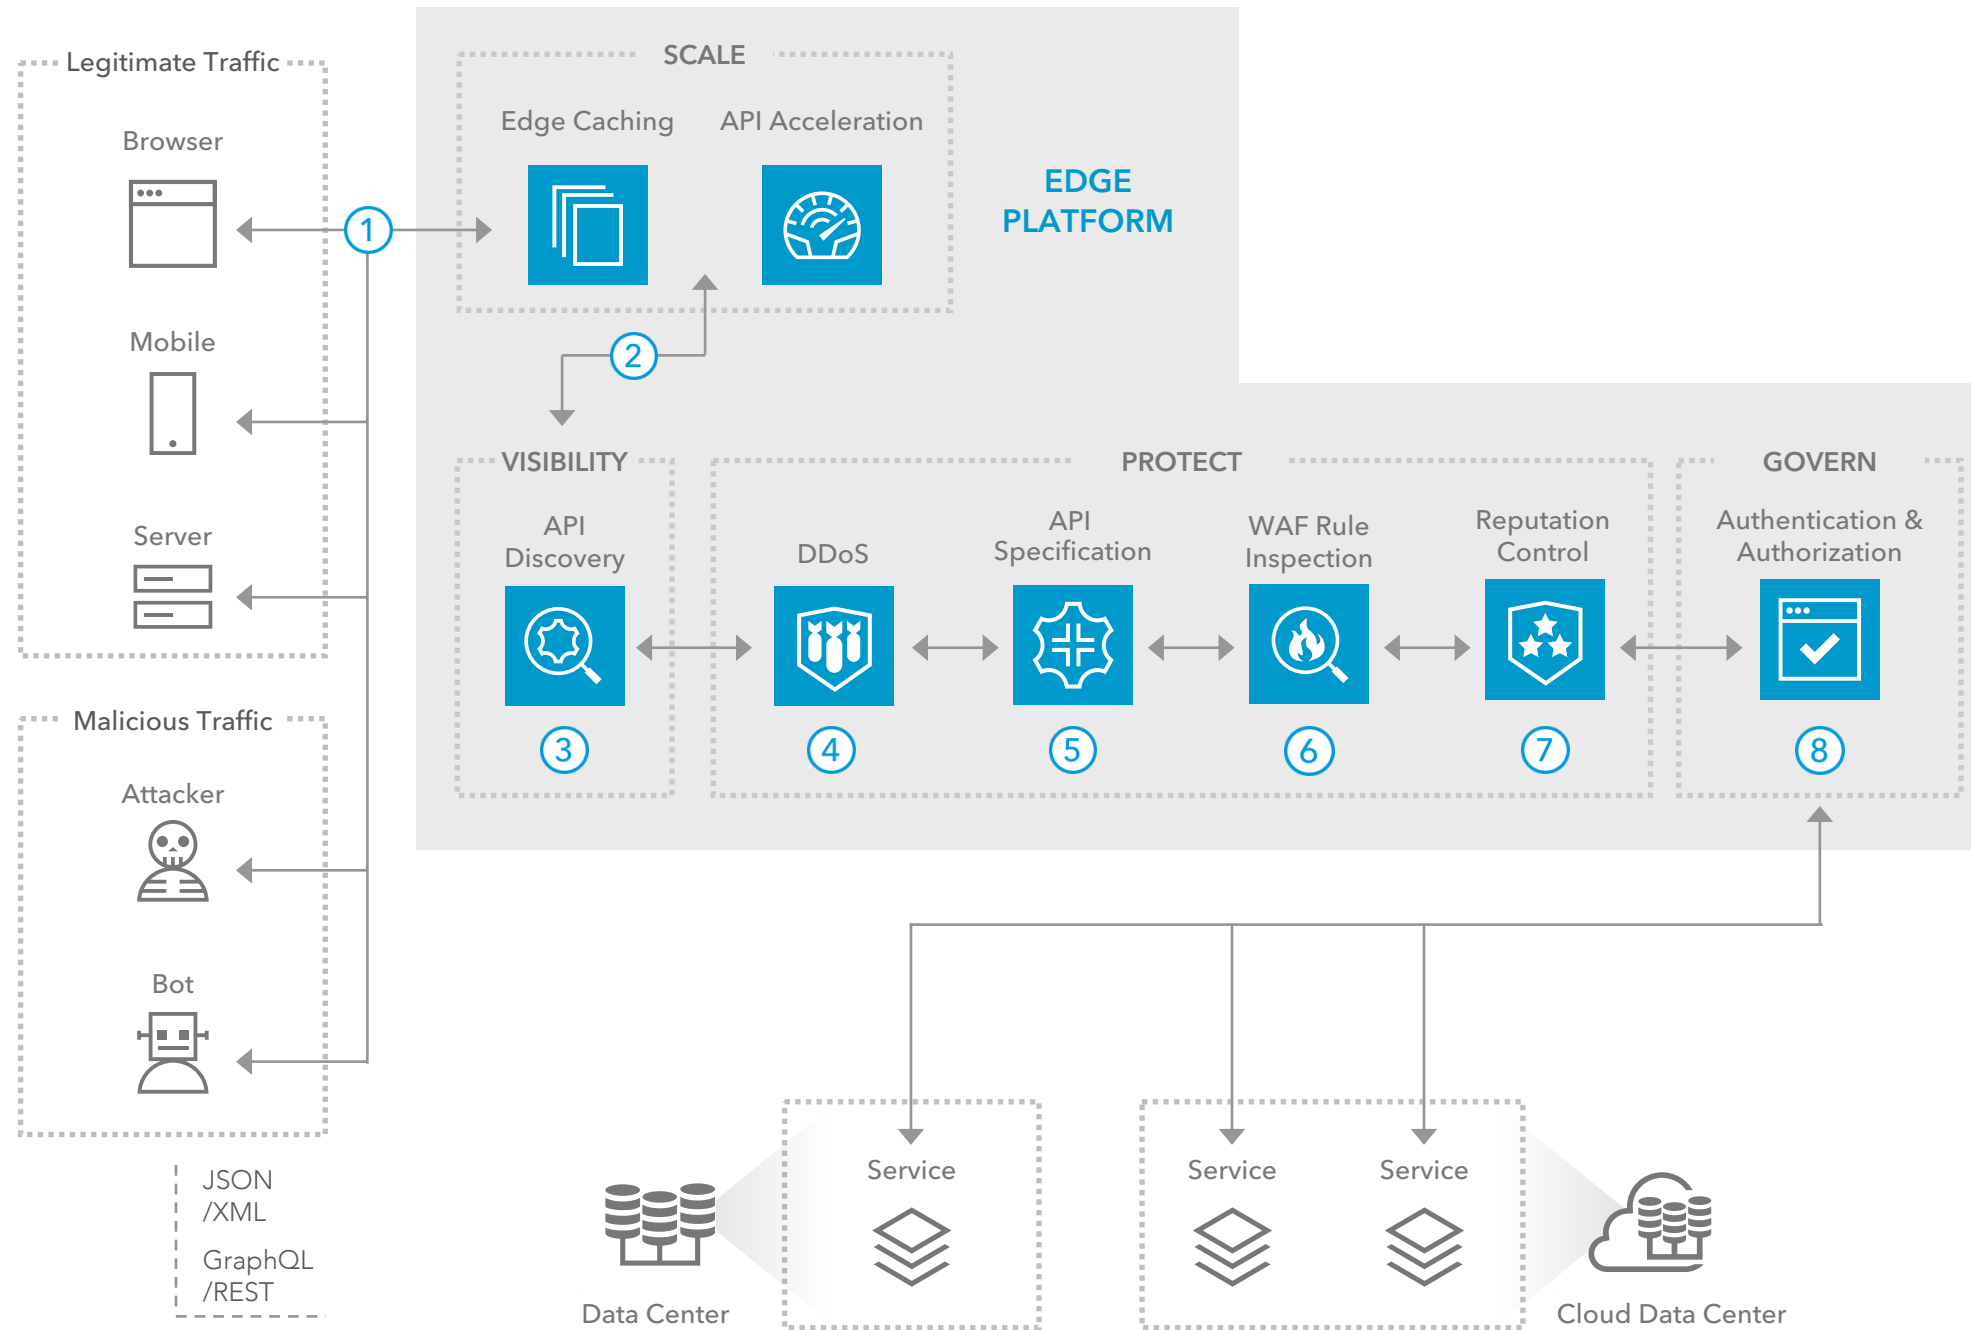 Legitimate Traffic
Browser
Mobile
Server
Malicious Traffic
Attacker
Bot
JSON
/XML
GraphQL
/REST
1
SCALE
Edge Caching
API Acceleration
EDGE
PLATFORM
2
VISIBILITY
API
Discovery
3
PROTECT
DDoS
4
API
Specification
5
WAF Rule
Inspection
6
Reputation
Control
7
GOVERN
Authentication &
Authorization
8
Data Center
Service
Service
Service
Cloud Data Center